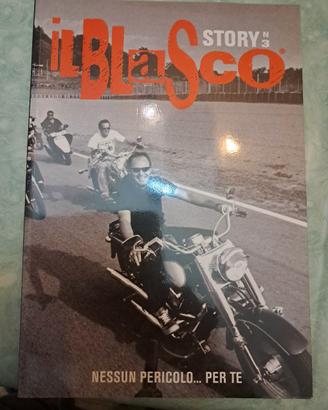 STORY N°3
iL BLaSCO®
NESSUN PERICOLO... PER TE